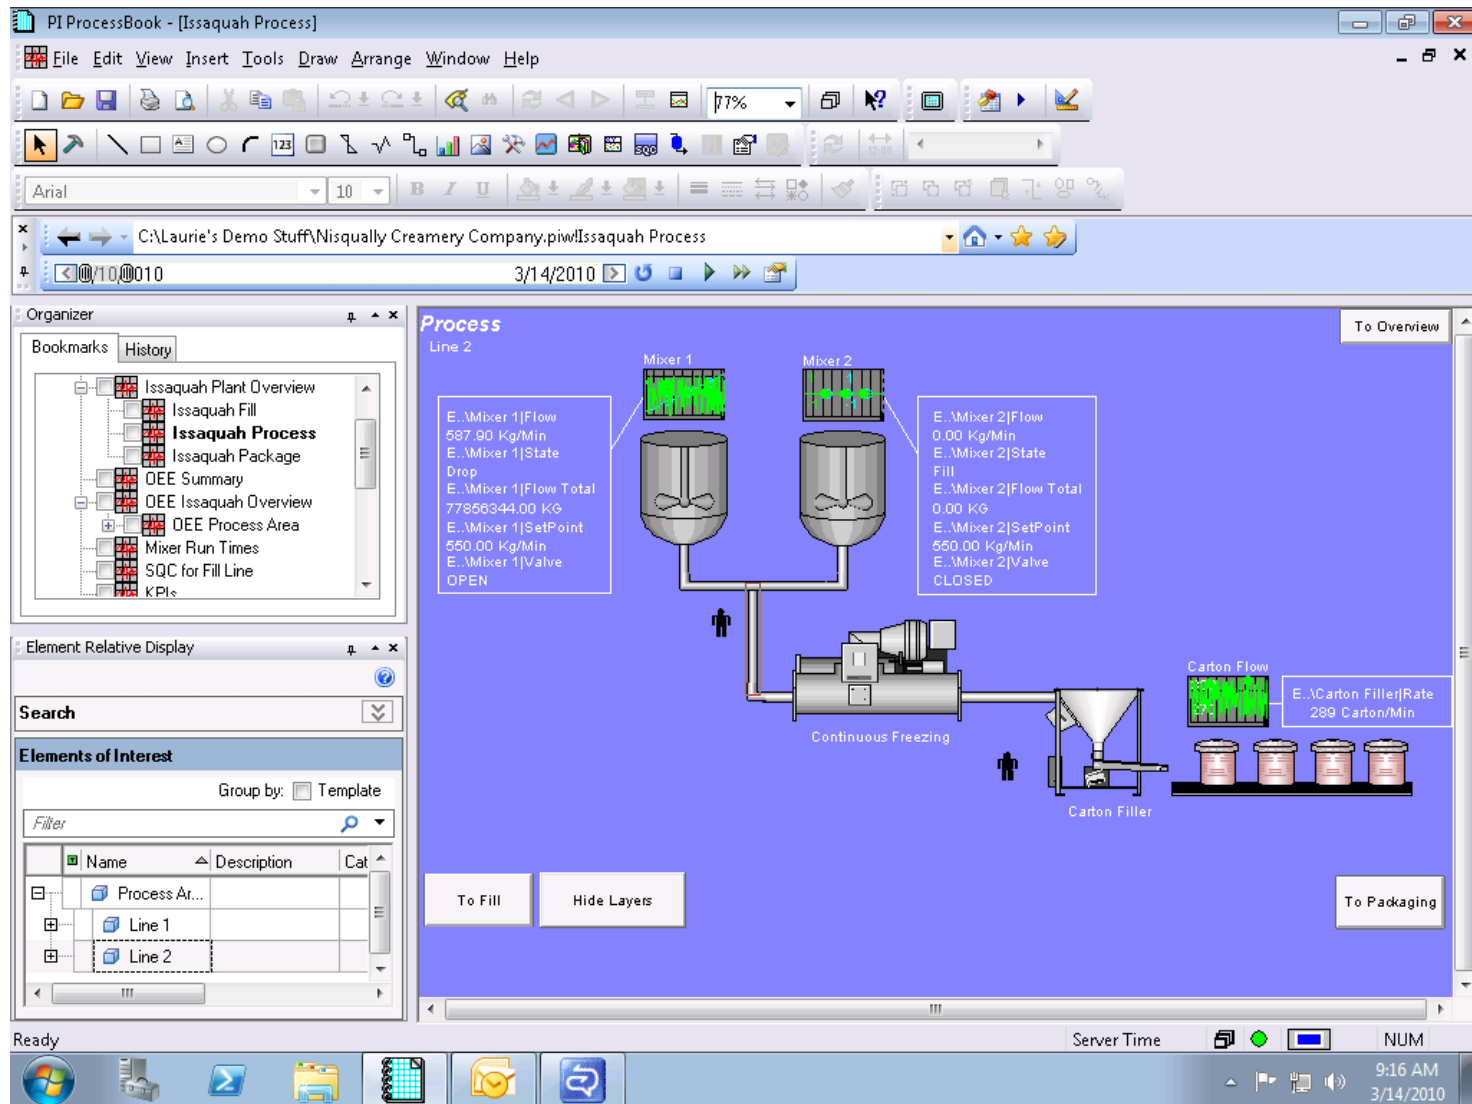 PI ProcessBook - [Issaquah Process]
File Edit View Insert Tools Draw Arrange Window Help
77%
123
SQC
12:00
Arial 10 B I U
C:\Laurie's Demo Stuff\Nisqually Creamery Company.piw!Issaquah Process
3/14/2010
Organizer
Bookmarks History
Issaquah Plant Overview
Issaquah Fill
Issaquah Process
Issaquah Package
OEE Summary
OEE Issaquah Overview
OEE Process Area
Mixer Run Times
SQC for Fill Line
KPIs
Element Relative Display
Search
Elements of Interest
Group by: Template
Filter
Name Description Cat
Process Ar...
Line 1
Line 2
Process
Line 2
To Overview
Mixer 1
Mixer 2
E..\Mixer 1|Flow
587.90 Kg/Min
E..\Mixer 1|State
Drop
E..\Mixer 1|Flow Total
77856344.00 KG
E..\Mixer 1|SetPoint
550.00 Kg/Min
E..\Mixer 1|Valve
OPEN
E..\Mixer 2|Flow
0.00 Kg/Min
E..\Mixer 2|State
Fill
E..\Mixer 2|Flow Total
0.00 KG
E..\Mixer 2|SetPoint
550.00 Kg/Min
E..\Mixer 2|Valve
CLOSED
Continuous Freezing
Carton Flow
E..\Carton Filler|Rate
289 Carton/Min
Carton Filler
To Fill
Hide Layers
To Packaging
Ready
Server Time
NUM
9:16 AM
3/14/2010